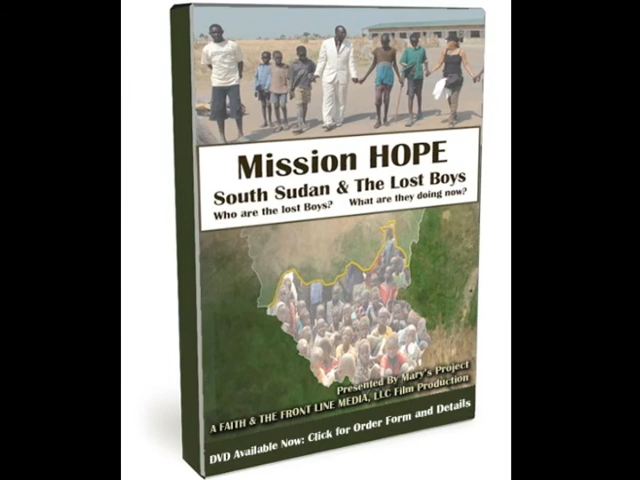 Mission HOPE
South Sudan & The Lost Boys
Who are the lost Boys? What are they doing now?
Presented By Mary's Project
A FAITH & THE FRONT LINE MEDIA, LLC Film Production
DVD Available Now: Click for Order Form and Details